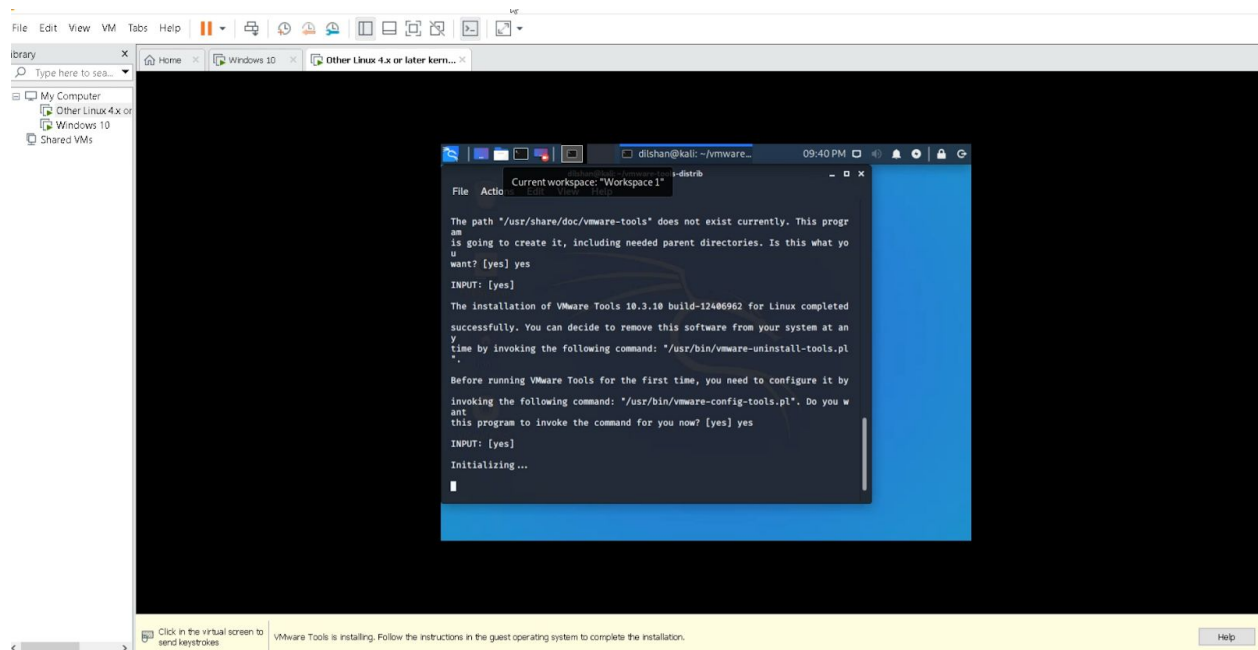 File Edit View VM Tabs Help
ibrary X
Type here to sea...
My Computer
Other Linux 4.x or
Windows 10
Shared VMs
Home
Windows 10
Other Linux 4.x or later kern...
dilshan@kali: ~/vmware...
09:40 PM
s-distrib
Current workspace: "Workspace 1"
File Actions Edit View Help
The path "/usr/share/doc/vmware-tools" does not exist currently. This progr
am
is going to create it, including needed parent directories. Is this what yo
u
want? [yes] yes
INPUT: [yes]
The installation of VMware Tools 10.3.10 build-12406962 for Linux completed
successfully. You can decide to remove this software from your system at an
y
time by invoking the following command: "/usr/bin/vmware-uninstall-tools.pl
".
Before running VMware Tools for the first time, you need to configure it by
invoking the following command: "/usr/bin/vmware-config-tools.pl". Do you w
ant
this program to invoke the command for you now? [yes] yes
INPUT: [yes]
Initializing...
Click in the virtual screen to
send keystrokes
VMware Tools is installing. Follow the instructions in the guest operating system to complete the installation.
Help